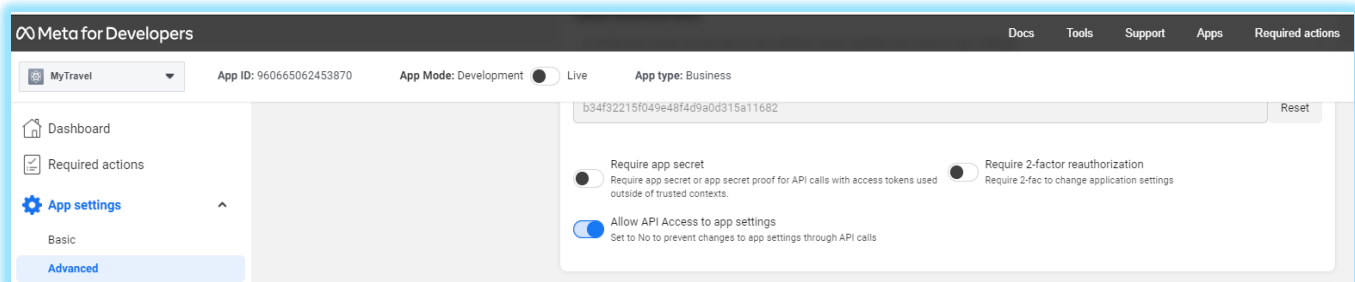 Meta for Developers Docs Tools Support Apps Required actions
MyTravel App ID: 960665062453870 App Mode: Development Live App type: Business
b34f32215f049e48f4d9a0d315a11682 Reset
Dashboard
Required actions
App settings
Basic
Advanced
Require app secret
Require app secret or app secret proof for API calls with access tokens used
outside of trusted contexts.
Require 2-factor reauthorization
Require 2-fac to change application settings
Allow API Access to app settings
Set to No to prevent changes to app settings through API calls